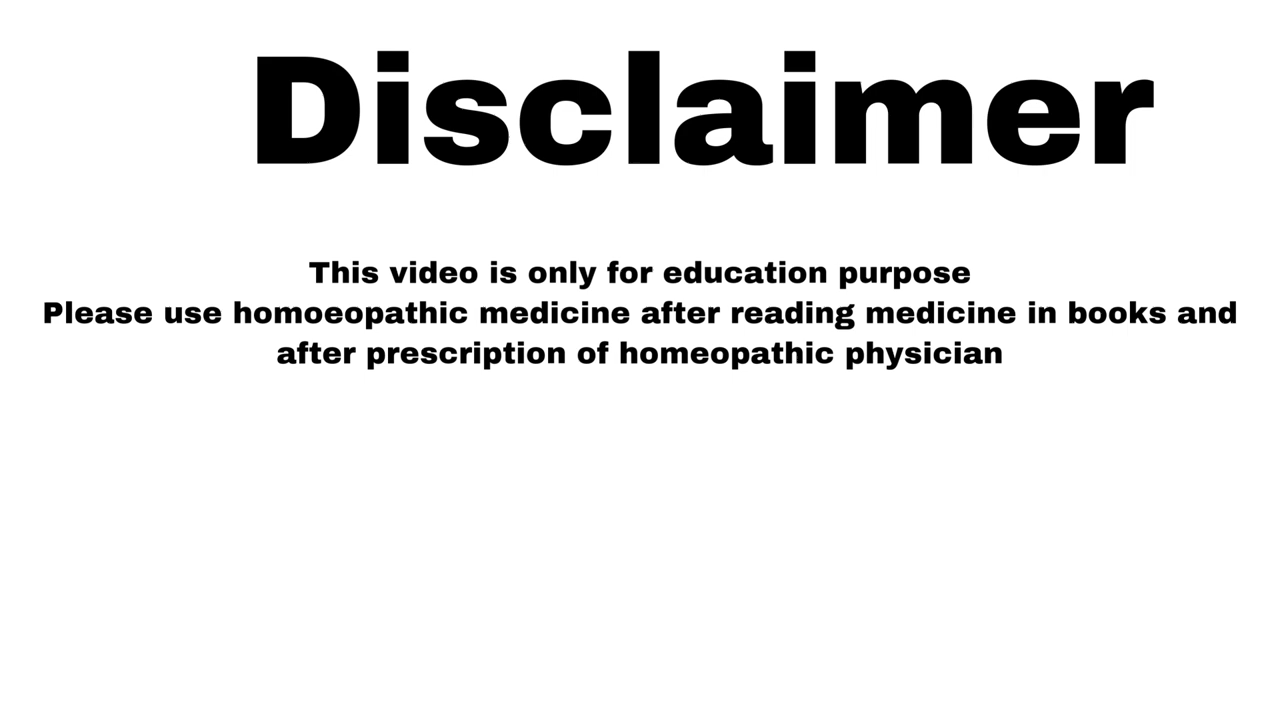 Disclaimer
This video is only for education purpose
Please use homoeopathic medicine after reading medicine in books and
after prescription of homeopathic physician